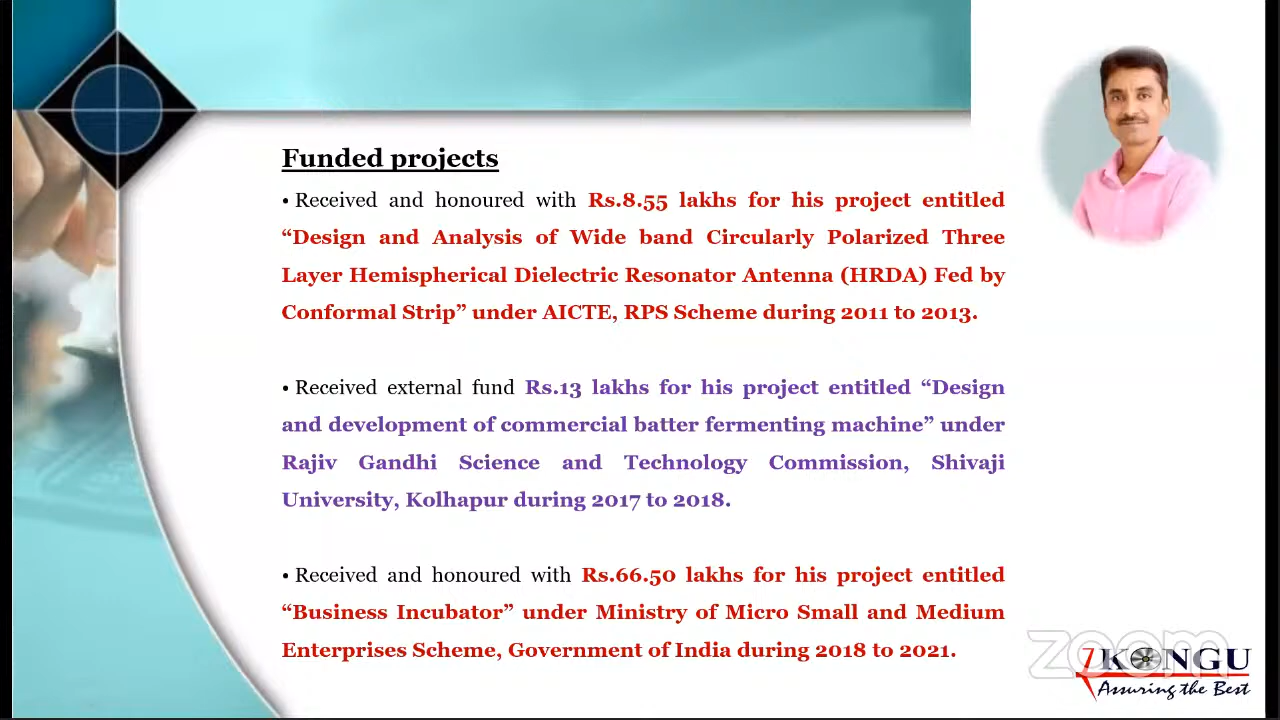 Funded projects
• Received and honoured with Rs.8.55 lakhs for his project entitled
“Design and Analysis of Wide band Circularly Polarized Three
Layer Hemispherical Dielectric Resonator Antenna (HRDA) Fed by
Conformal Strip” under AICTE, RPS Scheme during 2011 to 2013.
• Received external fund Rs.13 lakhs for his project entitled “Design
and development of commercial batter fermenting machine” under
Rajiv Gandhi Science and Technology Commission, Shivaji
University, Kolhapur during 2017 to 2018.
• Received and honoured with Rs.66.50 lakhs for his project entitled
“Business Incubator” under Ministry of Micro Small and Medium
Enterprises Scheme, Government of India during 2018 to 2021.
zoom
KONGU
Assuring the Best